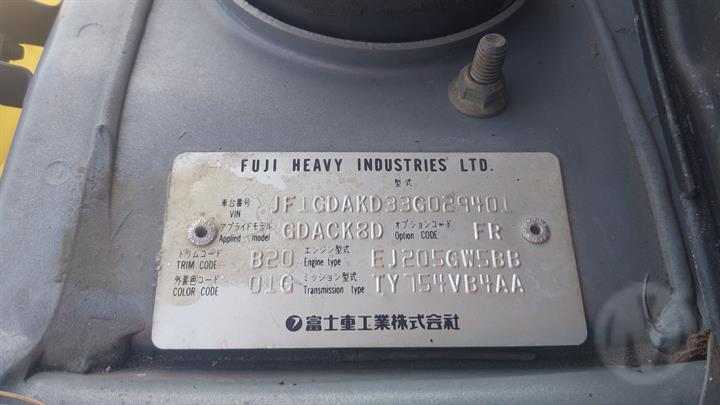 FUJI HEAVY INDUSTRIES LTD.
型式
車台番号 VIN JF1GDAKD33G029401
アプライドモデル Applied model GDACK8D オプションコード Option CODE FR
トリムコード TRIM CODE B20 エンジン型式 Engine type EJ205GW5BB
外装色コード COLOR CODE 01G ミッション型式 Transmission type TY754VB4AA
富士重工業株式会社